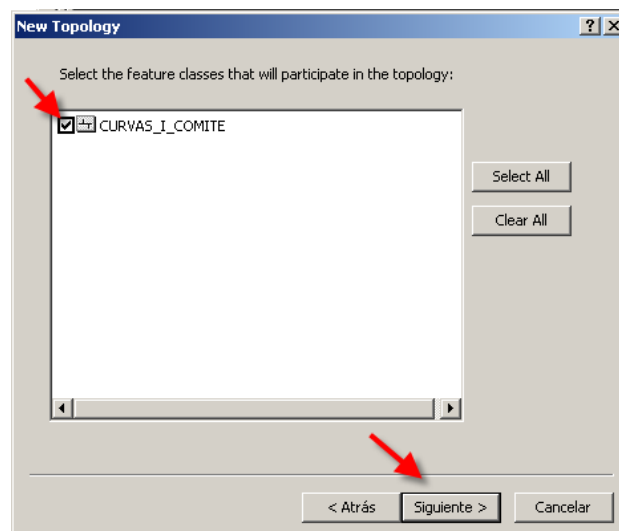 New Topology
Select the feature classes that will participate in the topology:
CURVAS_I_COMITE
Select All
Clear All
< Atrás
Siguiente >
Cancelar